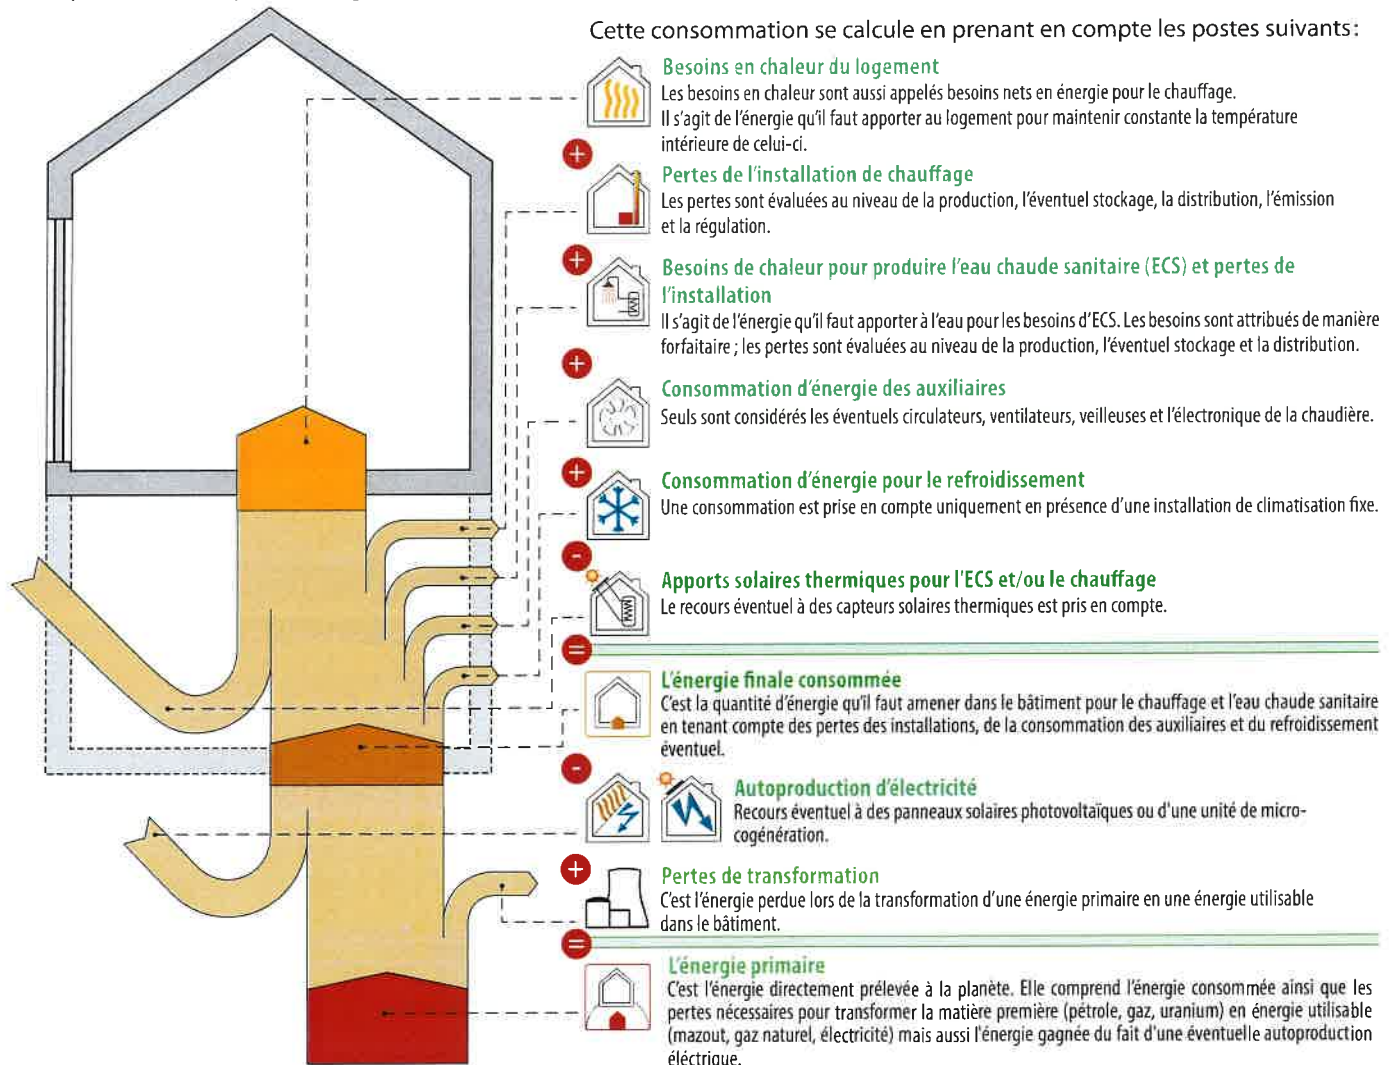 Cette consommation se calcule en prenant en compte les postes suivants:
Besoins en chaleur du logement
Les besoins en chaleur sont aussi appelés besoins nets en énergie pour le chauffage.
Il s'agit de l'énergie qu'il faut apporter au logement pour maintenir constante la température
intérieure de celui-ci.
+
Pertes de l'installation de chauffage
Les pertes sont évaluées au niveau de la production, l'éventuel stockage, la distribution, l'émission
et la régulation.
+
Besoins de chaleur pour produire l'eau chaude sanitaire (ECS) et pertes de
l'installation
Il s'agit de l'énergie qu'il faut apporter à l'eau pour les besoins d'ECS. Les besoins sont attribués de manière
forfaitaire ; les pertes sont évaluées au niveau de la production, l'éventuel stockage et la distribution.
+
Consommation d'énergie des auxiliaires
Seuls sont considérés les éventuels circulateurs, ventilateurs, veilleuses et l'électronique de la chaudière.
+
Consommation d'énergie pour le refroidissement
Une consommation est prise en compte uniquement en présence d'une installation de climatisation fixe.
-
Apports solaires thermiques pour l'ECS et/ou le chauffage
Le recours éventuel à des capteurs solaires thermiques est pris en compte.
=
L'énergie finale consommée
C'est la quantité d'énergie qu'il faut amener dans le bâtiment pour le chauffage et l'eau chaude sanitaire
en tenant compte des pertes des installations, de la consommation des auxiliaires et du refroidissement
éventuel.
-
Autoproduction d'électricité
Recours éventuel à des panneaux solaires photovoltaïques ou d'une unité de micro-
cogénération.
+
Pertes de transformation
C'est l'énergie perdue lors de la transformation d'une énergie primaire en une énergie utilisable
dans le bâtiment.
=
L'énergie primaire
C'est l'énergie directement prélevée à la planète. Elle comprend l'énergie consommée ainsi que les
pertes nécessaires pour transformer la matière première (pétrole, gaz, uranium) en énergie utilisable
(mazout, gaz naturel, électricité) mais aussi l'énergie gagnée du fait d'une éventuelle autoproduction
éléctrique.